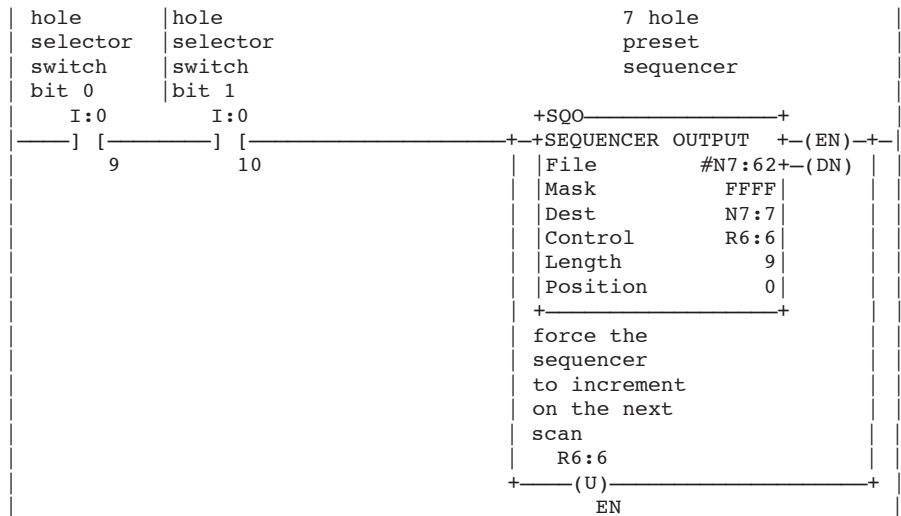 hole hole 7 hole
selector selector preset
switch switch sequencer
bit 0 bit 1
I:0 I:0 +SQO———————————————+
] [ ] [ +SEQUENCER OUTPUT +—(EN)—+—
9 10 File #N7:62+—(DN)
Mask FFFF
Dest N7:7
Control R6:6
Length 9
Position 0
force the
sequencer
to increment
on the next
scan
R6:6
(U)
EN